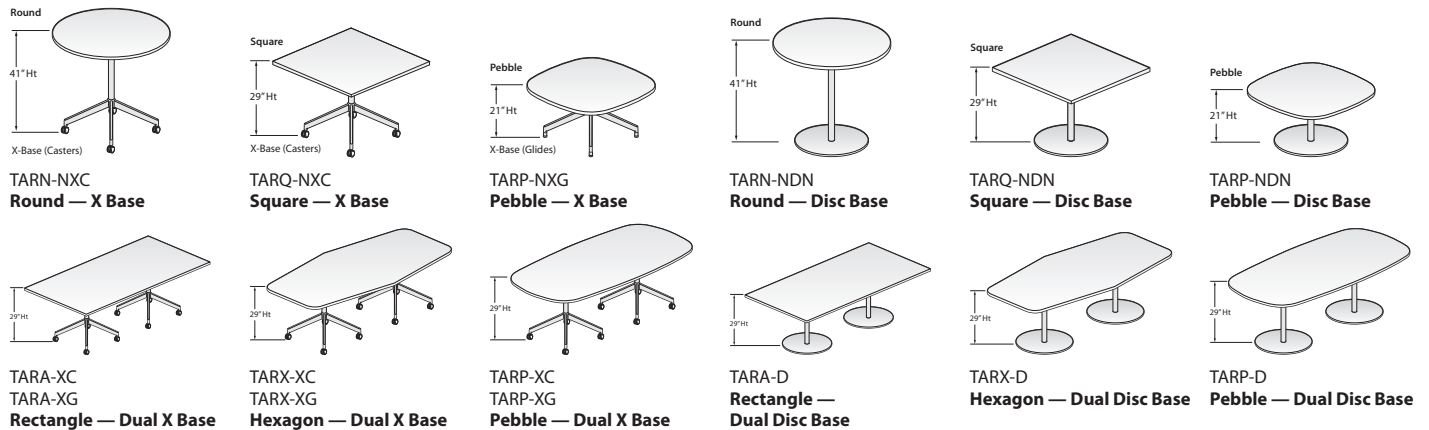 Round
41" Ht
X-Base (Casters)
TARN-NXC
Round — X Base
Square
29" Ht
X-Base (Casters)
TARQ-NXC
Square — X Base
Pebble
21" Ht
X-Base (Glides)
TARP-NXG
Pebble — X Base
Round
41" Ht
TARN-NDN
Round — Disc Base
Square
29" Ht
TARQ-NDN
Square — Disc Base
Pebble
21" Ht
TARP-NDN
Pebble — Disc Base
29" Ht
TARA-XC
TARA-XG
Rectangle — Dual X Base
29" Ht
TARX-XC
TARX-XG
Hexagon — Dual X Base
29" Ht
TARP-XC
TARP-XG
Pebble — Dual X Base
29" Ht
TARA-D
Rectangle —
Dual Disc Base
29" Ht
TARX-D
Hexagon — Dual Disc Base
29" Ht
TARP-D
Pebble — Dual Disc Base